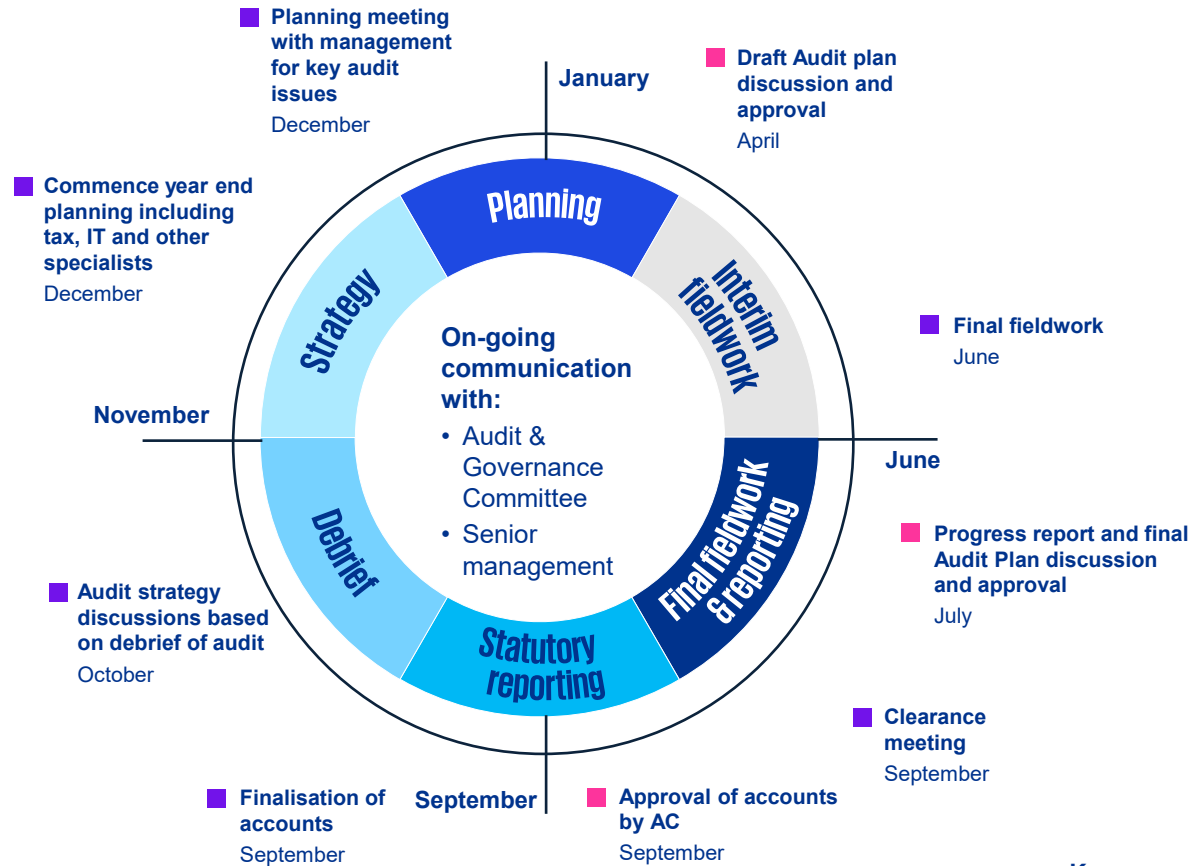 Planning meeting
with management
for key audit
issues
December
January
Draft Audit plan
discussion and
approval
April
Commence year end
planning including
tax, IT and other
specialists
December
Planning
Strategy
Interim
fieldwork
On-going
communication
with:
• Audit &
Governance
Committee
• Senior
management
Final fieldwork
June
November
June
Debrief
Final fieldwork
& reporting
Progress report and final
Audit Plan discussion
and approval
July
Audit strategy
discussions based
on debrief of audit
October
Statutory
reporting
Clearance
meeting
September
Finalisation of
accounts
September
September
Approval of accounts
by AC
September